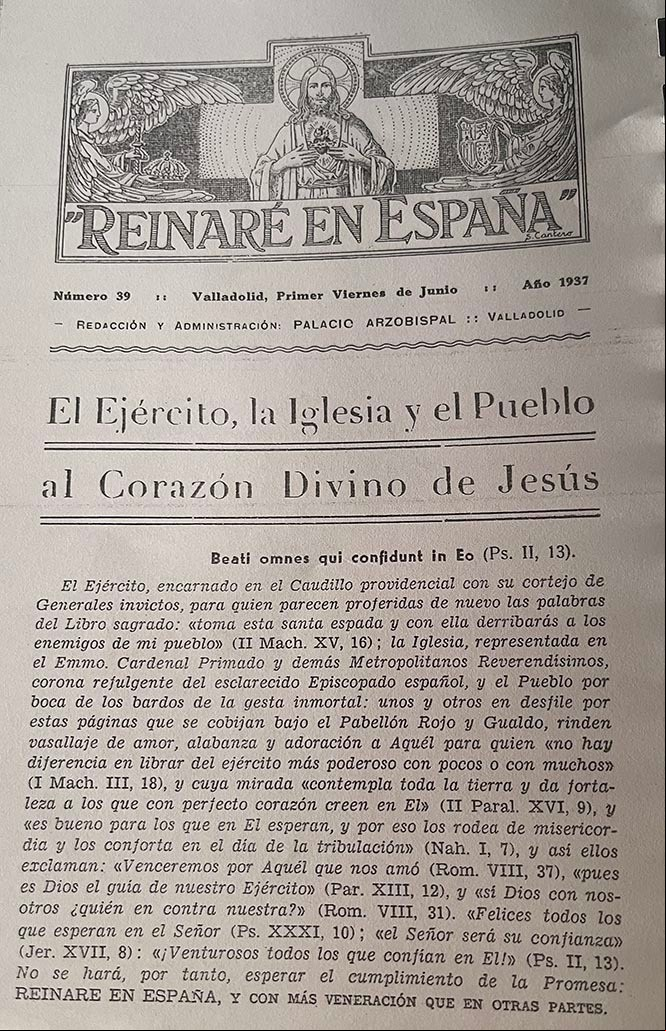 "REINARÉ EN ESPAÑA"
S. Cantero
Número 39 :: Valladolid, Primer Viernes de Junio :: Año 1937
— REDACCIÓN Y ADMINISTRACIÓN: PALACIO ARZOBISPAL :: VALLADOLID —
El Ejército, la Iglesia y el Pueblo
al Corazón Divino de Jesús
Beati omnes qui confidunt in Eo (Ps. II, 13).
El Ejército, encarnado en el Caudillo providencial con su cortejo de
Generales invictos, para quien parecen proferidas de nuevo las palabras
del Libro sagrado: «toma esta santa espada y con ella derribarás a los
enemigos de mi pueblo» (II Mach. XV, 16); la Iglesia, representada en
el Emmo. Cardenal Primado y demás Metropolitanos Reverendísimos,
corona refulgente del esclarecido Episcopado español, y el Pueblo por
boca de los bardos de la gesta inmortal: unos y otros en desfile por
estas páginas que se cobijan bajo el Pabellón Rojo y Gualdo, rinden
vasallaje de amor, alabanza y adoración a Aquél para quien «no hay
diferencia en librar del ejército más poderoso con pocos o con muchos»
(I Mach. III, 18), y cuya mirada «contempla toda la tierra y da forta-
leza a los que con perfecto corazón creen en El» (II Paral. XVI, 9), y
«es bueno para los que en El esperan, y por eso los rodea de misericor-
dia y los conforta en el día de la tribulación» (Nah. I, 7), y así ellos
exclaman: «Venceremos por Aquél que nos amó (Rom. VIII, 37), «pues
es Dios el guía de nuestro Ejército» (Par. XIII, 12), y «si Dios con nos-
otros ¿quién en contra nuestra?» (Rom. VIII, 31). «Felices todos los
que esperan en el Señor (Ps. XXXI, 10); «el Señor será su confianza»
(Jer. XVII, 8): «¡Venturosos todos los que confían en El!» (Ps. II, 13).
No se hará, por tanto, esperar el cumplimiento de la Promesa:
REINARE EN ESPAÑA, Y CON MÁS VENERACIÓN QUE EN OTRAS PARTES.